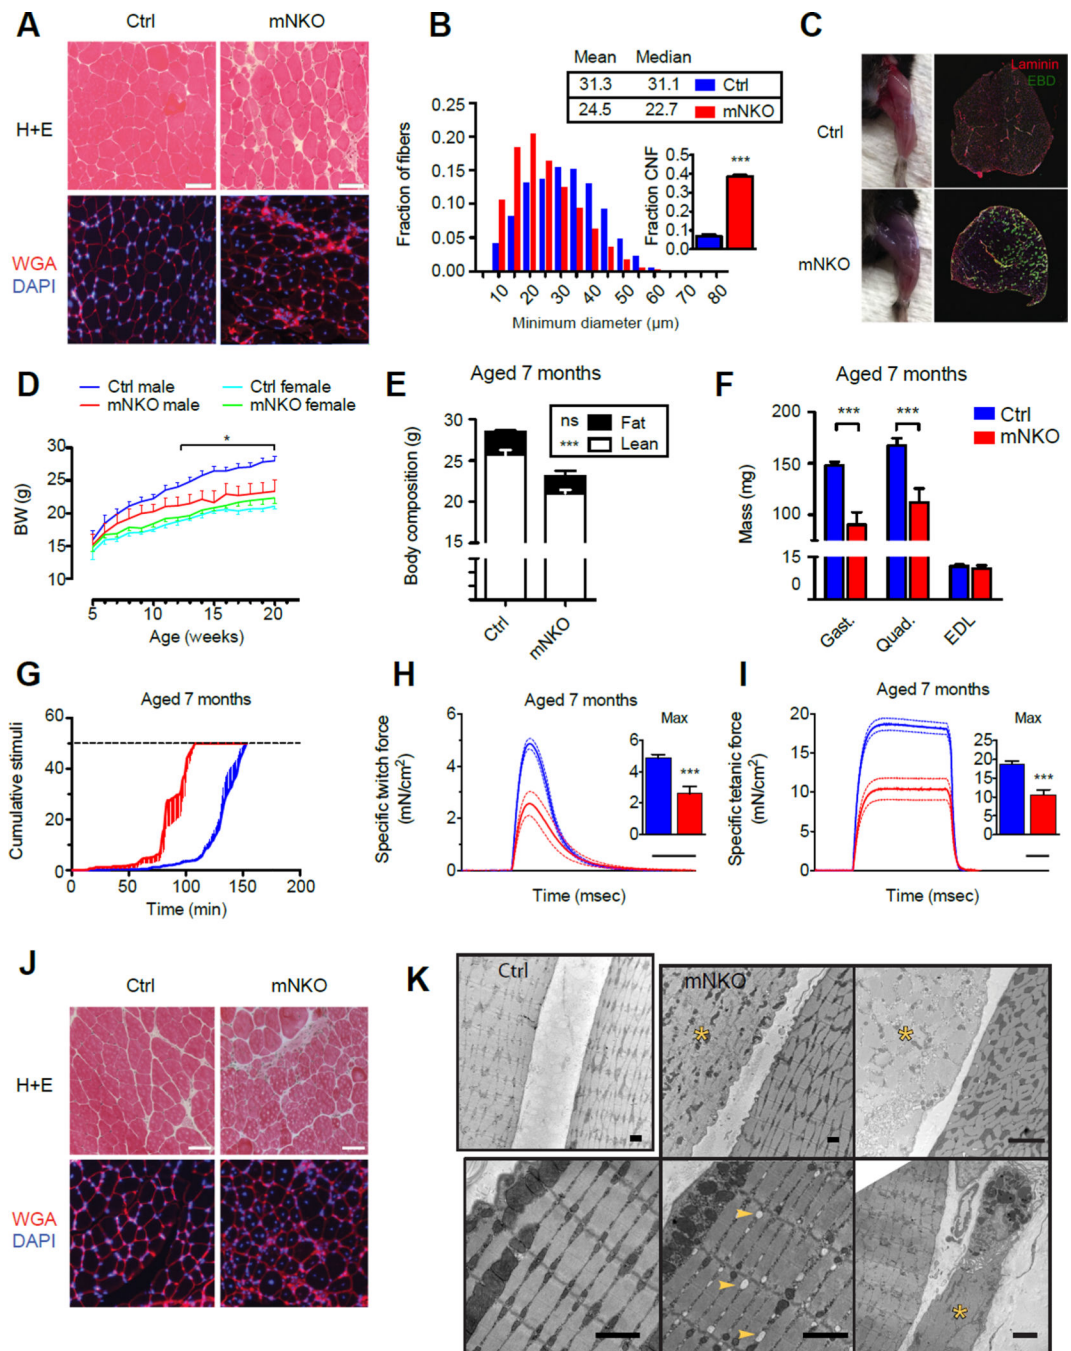 A
Ctrl
mNKO
H+E
WGA
DAPI
B
Mean
Median
31.3
31.1
Ctrl
24.5
22.7
mNKO
Fraction of fibers
0.25
0.20
0.15
0.10
0.05
0.00
10
20
30
40
50
60
70
80
Minimum diameter (µm)
Fraction CNF
0.5
0.4
0.3
0.2
0.1
0.0
***
C
Laminin
EBD
Ctrl
mNKO
D
Ctrl male
Ctrl female
mNKO male
mNKO female
BW (g)
30
25
20
15
10
*
5
10
15
20
Age (weeks)
E
Aged 7 months
Body composition (g)
30
25
20
15
ns
Fat
***
Lean
Ctrl
mNKO
F
Aged 7 months
Mass (mg)
200
150
100
15
0
***
***
Ctrl
mNKO
Gast.
Quad.
EDL
G
Aged 7 months
Cumulative stimuli
60
40
20
0
0
50
100
150
200
Time (min)
H
Aged 7 months
Specific twitch force
(mN/cm²)
6
4
2
0
Max
6
4
2
0
***
Time (msec)
I
Aged 7 months
Specific tetanic force
(mN/cm²)
20
15
10
5
0
Max
25
20
15
10
5
0
***
Time (msec)
J
Ctrl
mNKO
H+E
WGA
DAPI
K
Ctrl
mNKO
*
*
*